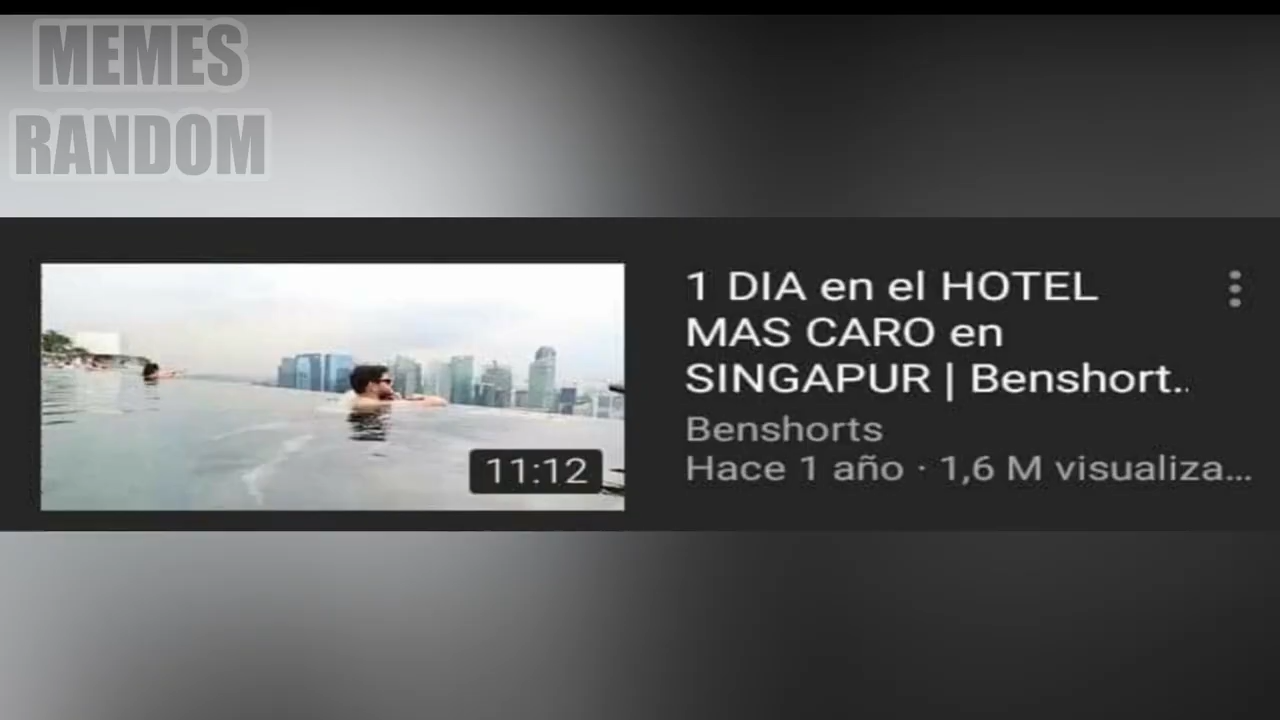 MEMES
RANDOM
1 DIA en el HOTEL
MAS CARO en
SINGAPUR | Benshort..
Benshorts
Hace 1 año · 1,6 M visualiza...
11:12